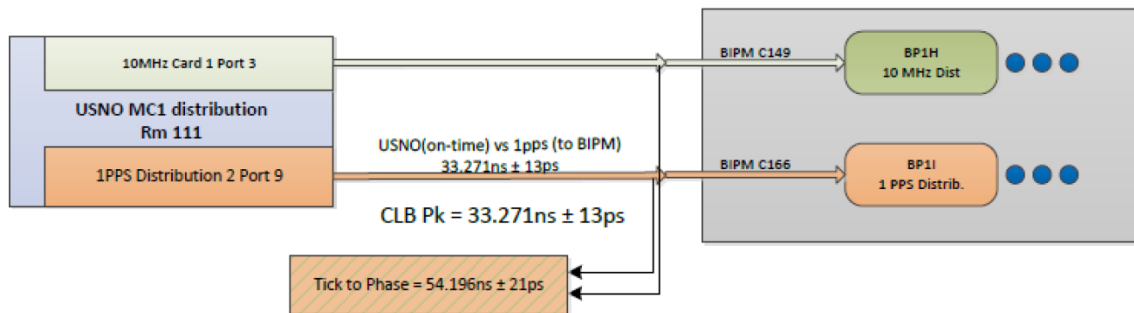 10MHz Card 1 Port 3
USNO MC1 distribution
Rm 111
1PPS Distribution 2 Port 9
USNO(on-time) vs 1pps (to BIPM)
33.271ns ± 13ps
CLB Pk = 33.271ns ± 13ps
Tick to Phase = 54.196ns ± 21ps
BIPM C149
BP1H
10 MHz Dist
BIPM C166
BP1I
1 PPS Distrib.